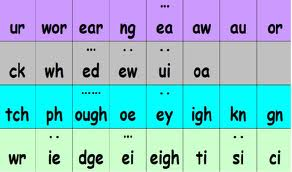 ur wor ear ng ea aw au or
ck wh ed ew ui oa
tch ph ough oe ey igh kn gn
wr ie dge ei eigh ti si ci